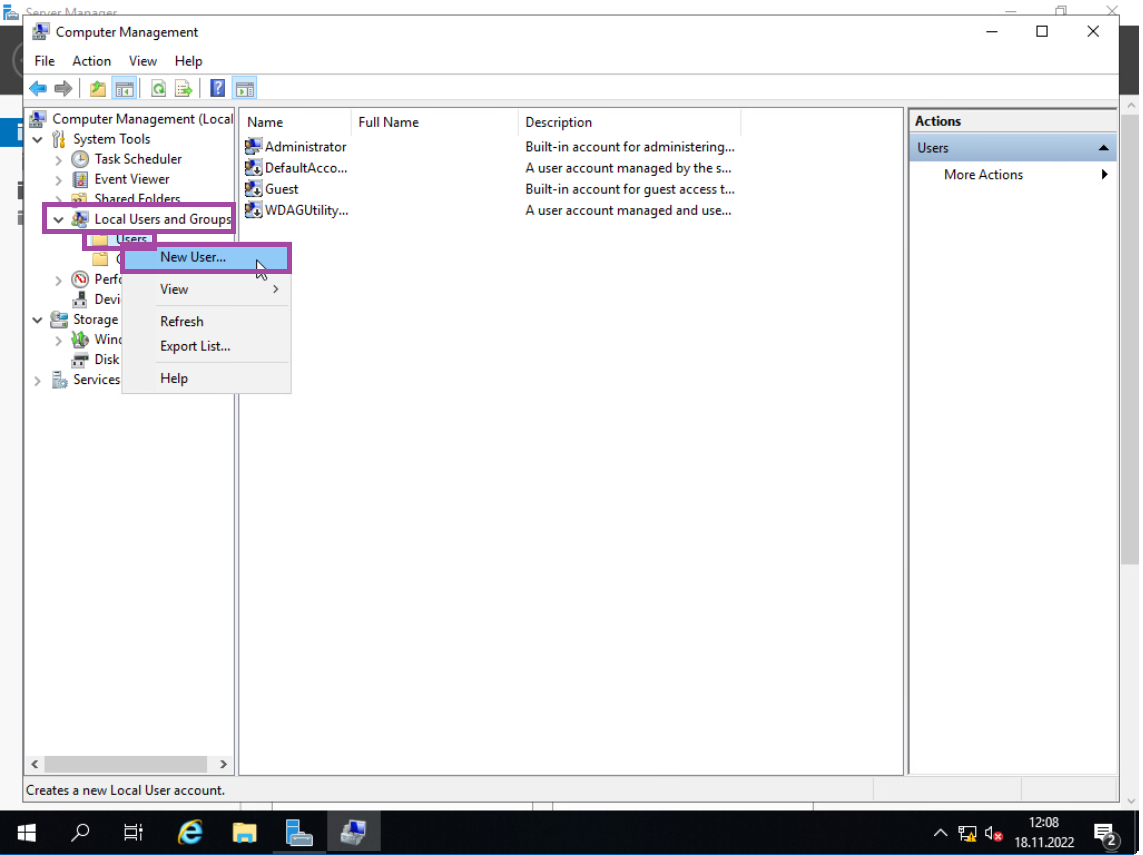 Server Manager
Computer Management
File Action View Help
Computer Management (Local
System Tools
Task Scheduler
Event Viewer
Shared Folders
Local Users and Groups
Users
New User...
View
Refresh
Export List...
Help
Storage
Disk
Services
Name Full Name Description
Administrator Built-in account for administering...
DefaultAcco... A user account managed by the s...
Guest Built-in account for guest access t...
WDAGUtility... A user account managed and use...
Actions
Users
More Actions
Creates a new Local User account.
12:08
18.11.2022
2